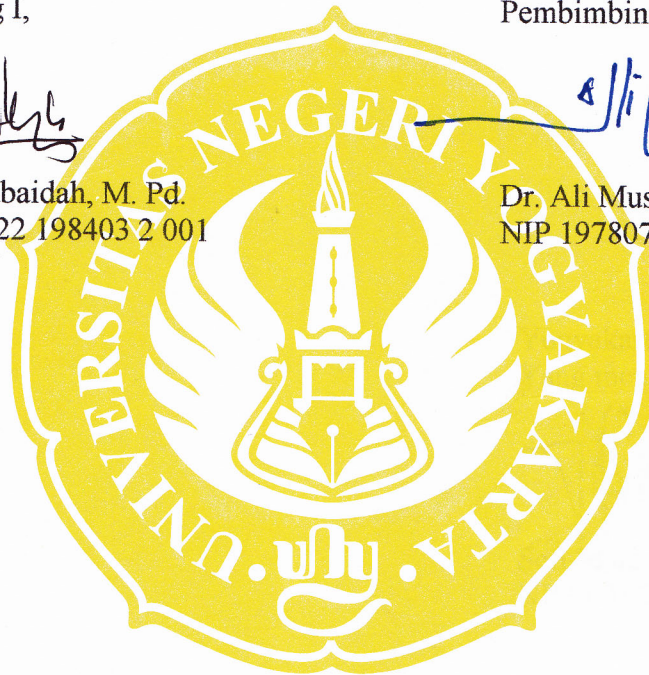 g I,
Pembimbin
baidah, M. Pd.
22 198403 2 001
Dr. Ali Mus
NIP 197807
UNIVERSITAS NEGERI YOGYAKARTA
uny